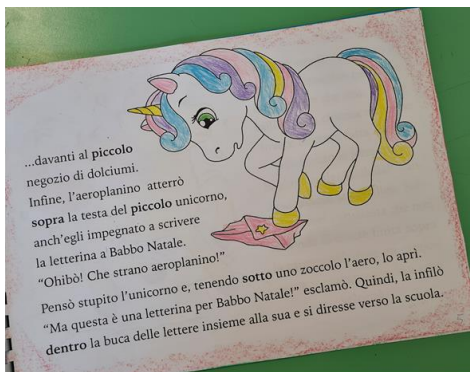 ...davanti al piccolo
negozio di dolciumi.
Infine, l'aeroplanino atterrò
sopra la testa del piccolo unicorno,
anch'egli impegnato a scrivere
la letterina a Babbo Natale.
"Ohibò! Che strano aeroplanino!"
Pensò stupito l'unicorno e, tenendo sotto uno zoccolo l'aereo, lo aprì.
"Ma questa è una letterina per Babbo Natale!" esclamò. Quindi, la infilò
dentro la buca delle lettere insieme alla sua e si diresse verso la scuola.